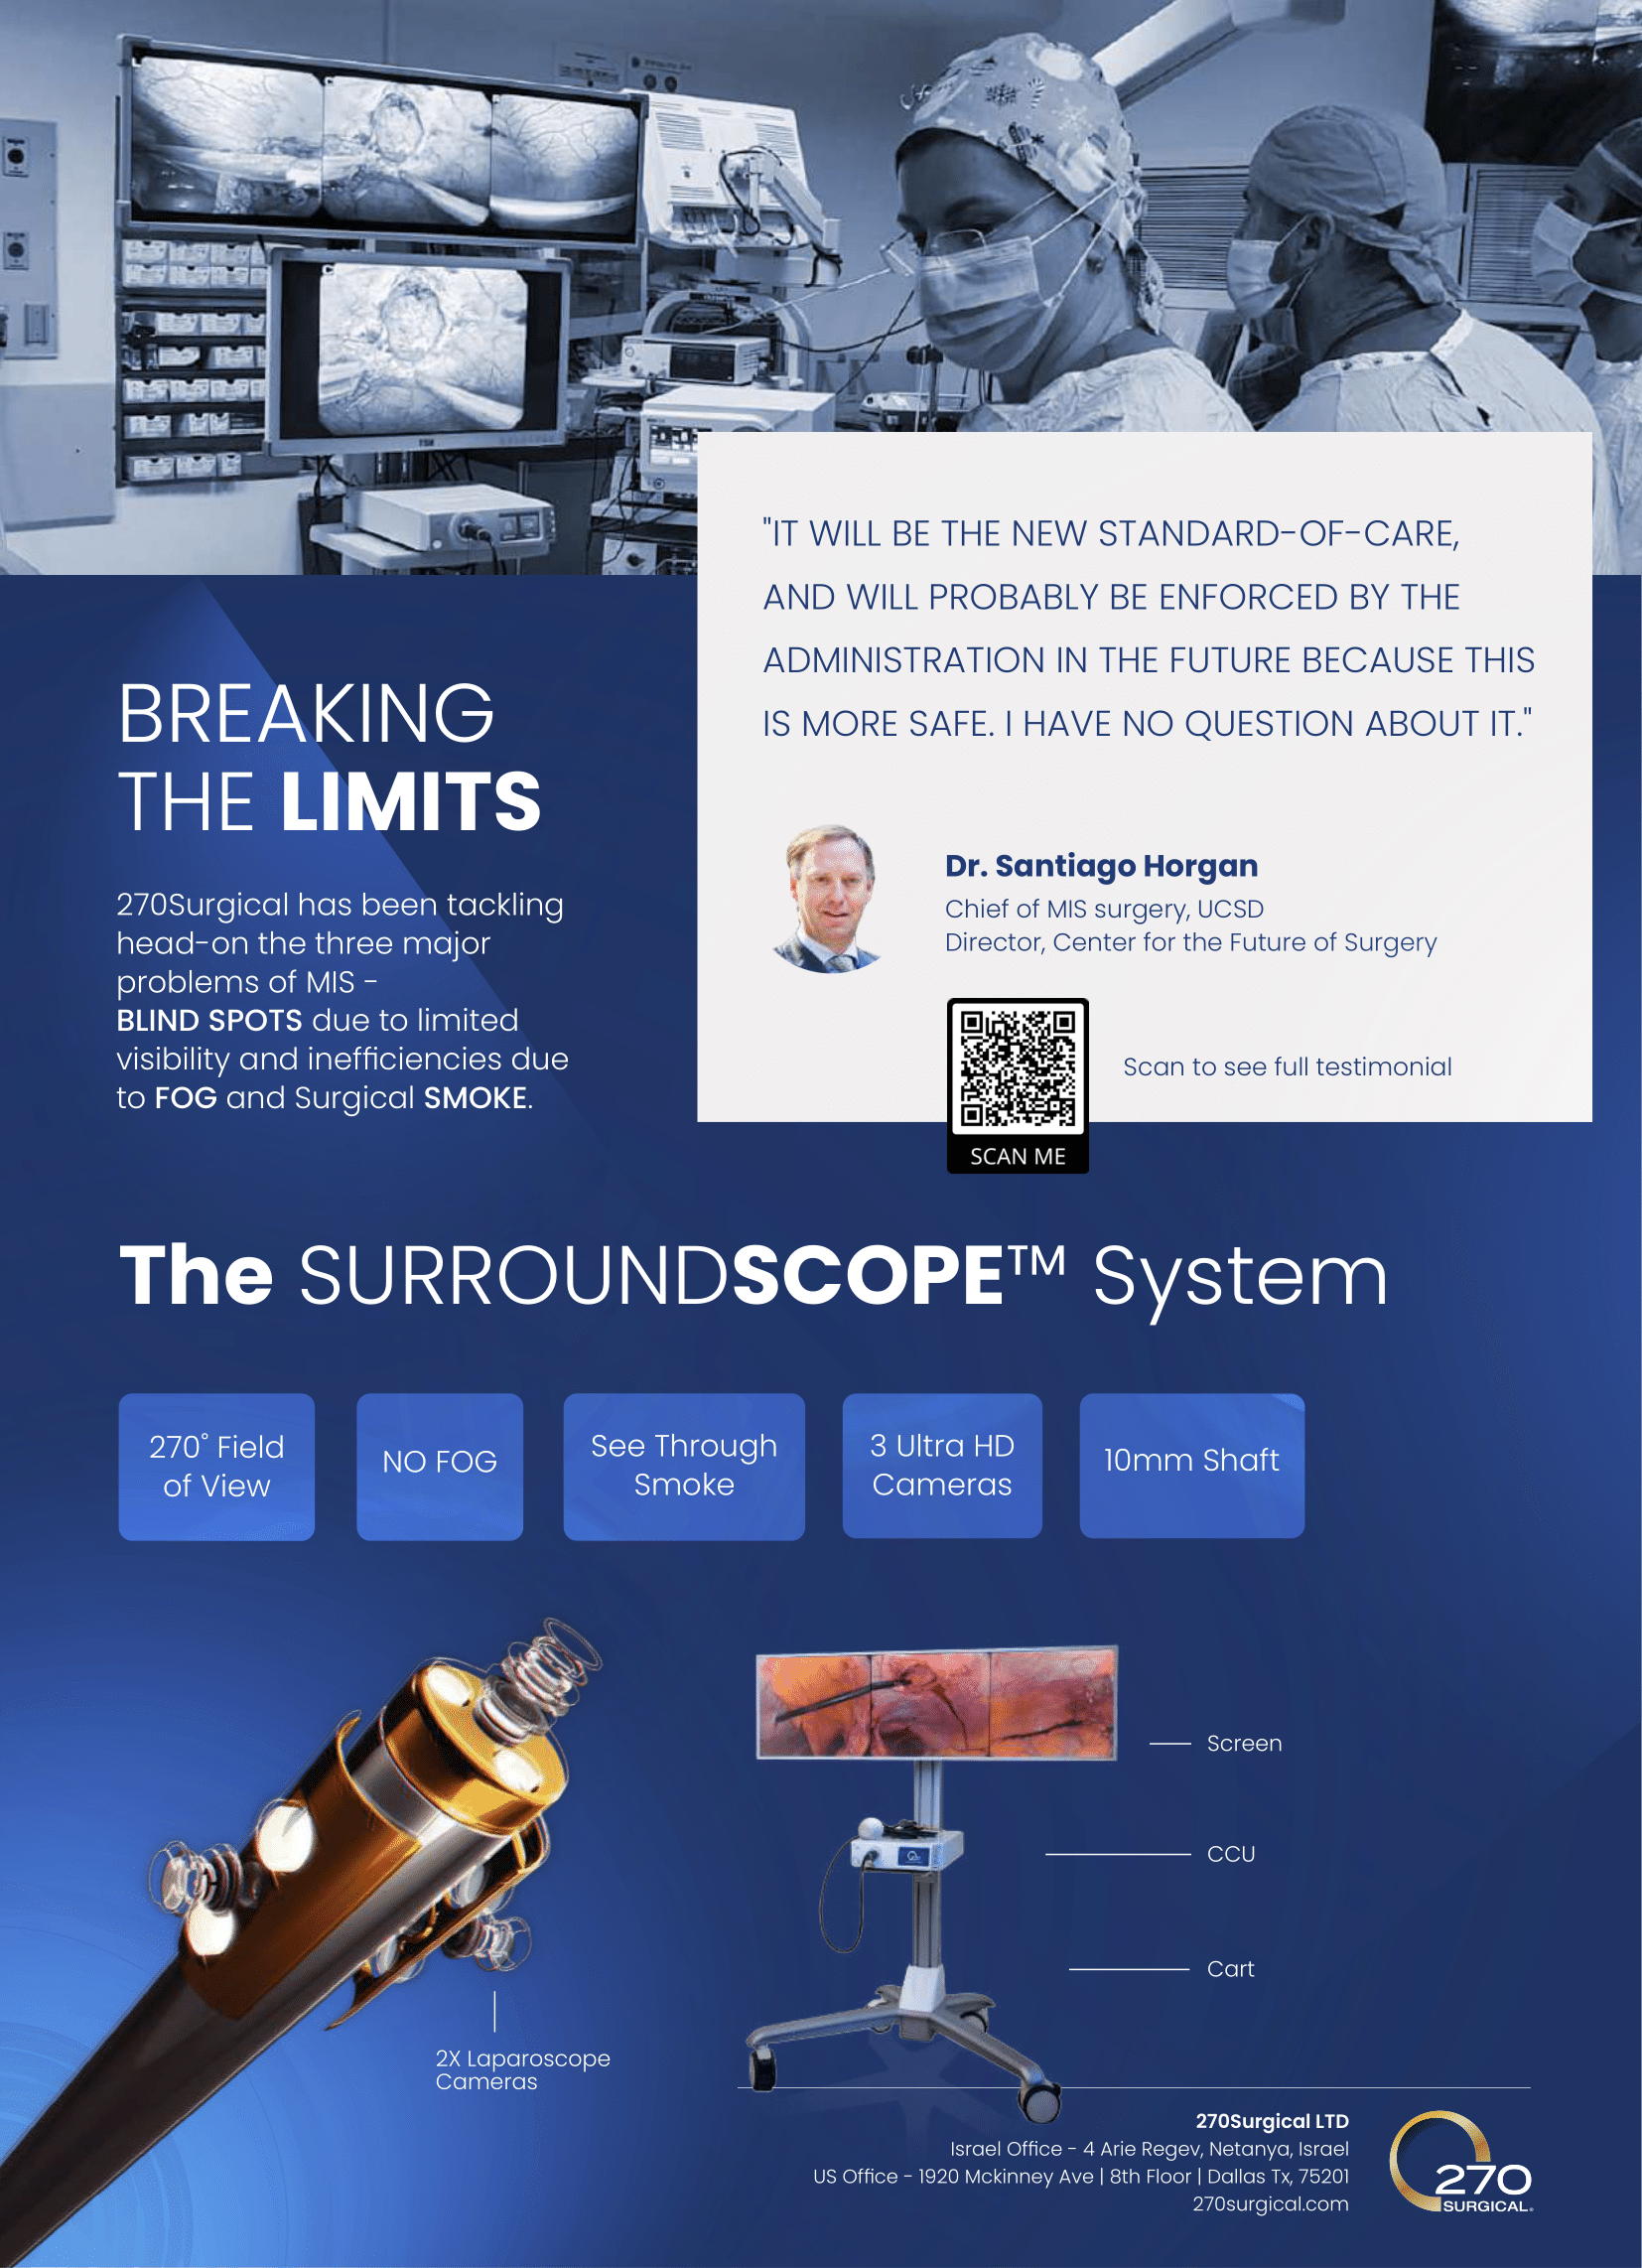 "IT WILL BE THE NEW STANDARD-OF-CARE,
AND WILL PROBABLY BE ENFORCED BY THE
ADMINISTRATION IN THE FUTURE BECAUSE THIS
IS MORE SAFE. I HAVE NO QUESTION ABOUT IT."
Dr. Santiago Horgan
Chief of MIS surgery, UCSD
Director, Center for the Future of Surgery
Scan to see full testimonial
SCAN ME
BREAKING
THE LIMITS
270Surgical has been tackling
head-on the three major
problems of MIS -
BLIND SPOTS due to limited
visibility and inefficiencies due
to FOG and Surgical SMOKE.
The SURROUNDSCOPE™ System
270° Field
of View
NO FOG
See Through
Smoke
3 Ultra HD
Cameras
10mm Shaft
2X Laparoscope
Cameras
Screen
CCU
Cart
270Surgical LTD
Israel Office - 4 Arie Regev, Netanya, Israel
US Office - 1920 Mckinney Ave | 8th Floor | Dallas Tx, 75201
270surgical.com
270
SURGICAL®